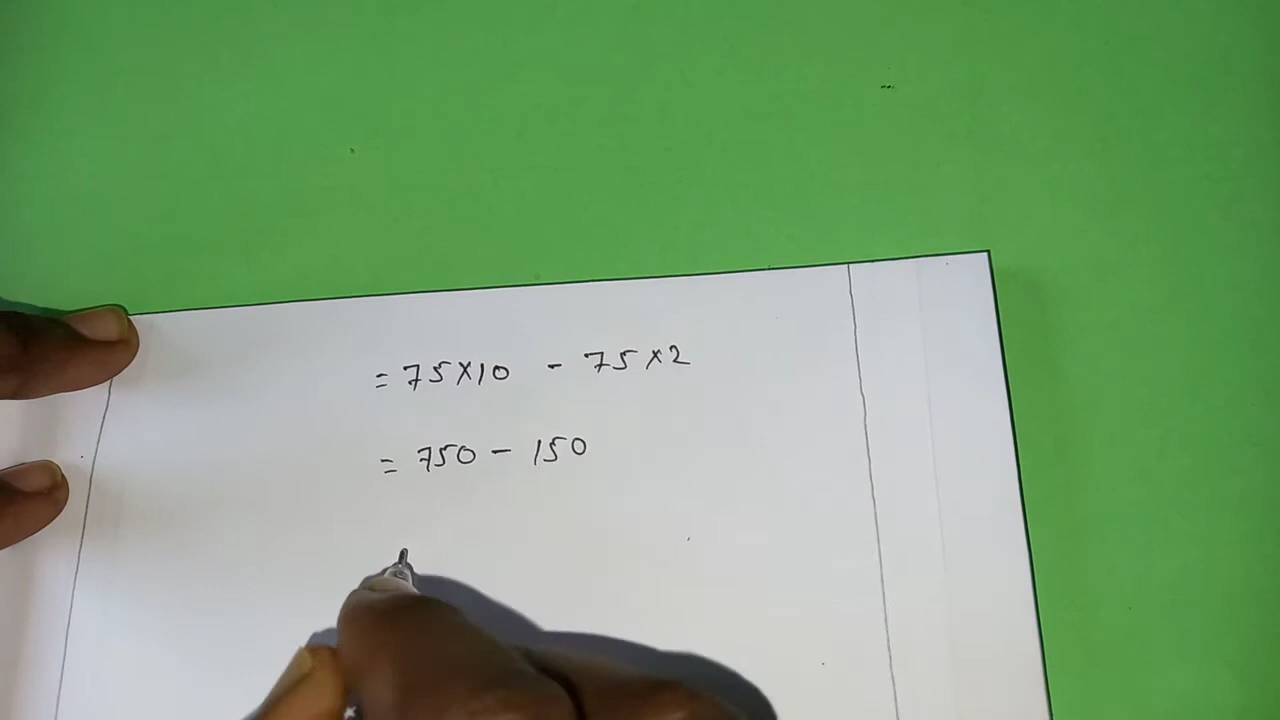 = 75×10 - 75×2
= 750 - 150